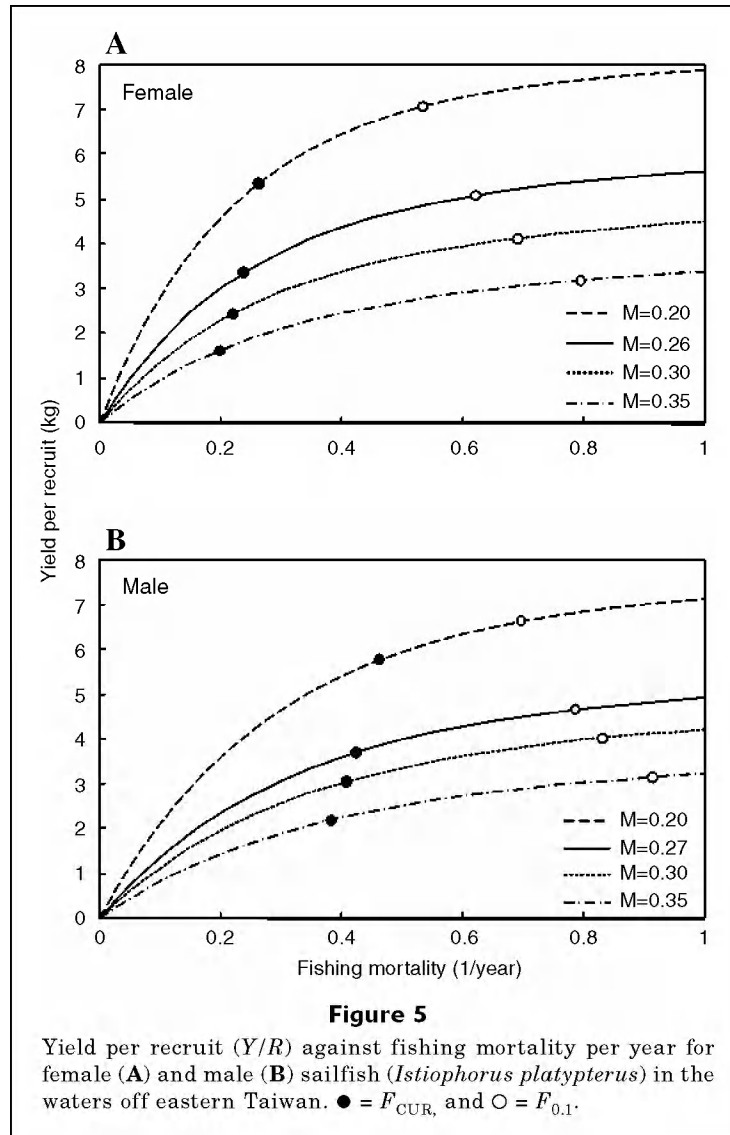 A
Female
8
7
6
5
4
3
2
1
0
0 0.2 0.4 0.6 0.8 1
M=0.20
M=0.26
M=0.30
M=0.35
Yield per recruit (kg)
B
Male
8
7
6
5
4
3
2
1
0
0 0.2 0.4 0.6 0.8 1
M=0.20
M=0.27
M=0.30
M=0.35
Fishing mortality (1/year)
Figure 5
Yield per recruit (Y/R) against fishing mortality per year for
female (A) and male (B) sailfish (Istiophorus platypterus) in the
waters off eastern Taiwan. ● = F_CUR, and ○ = F_0.1.